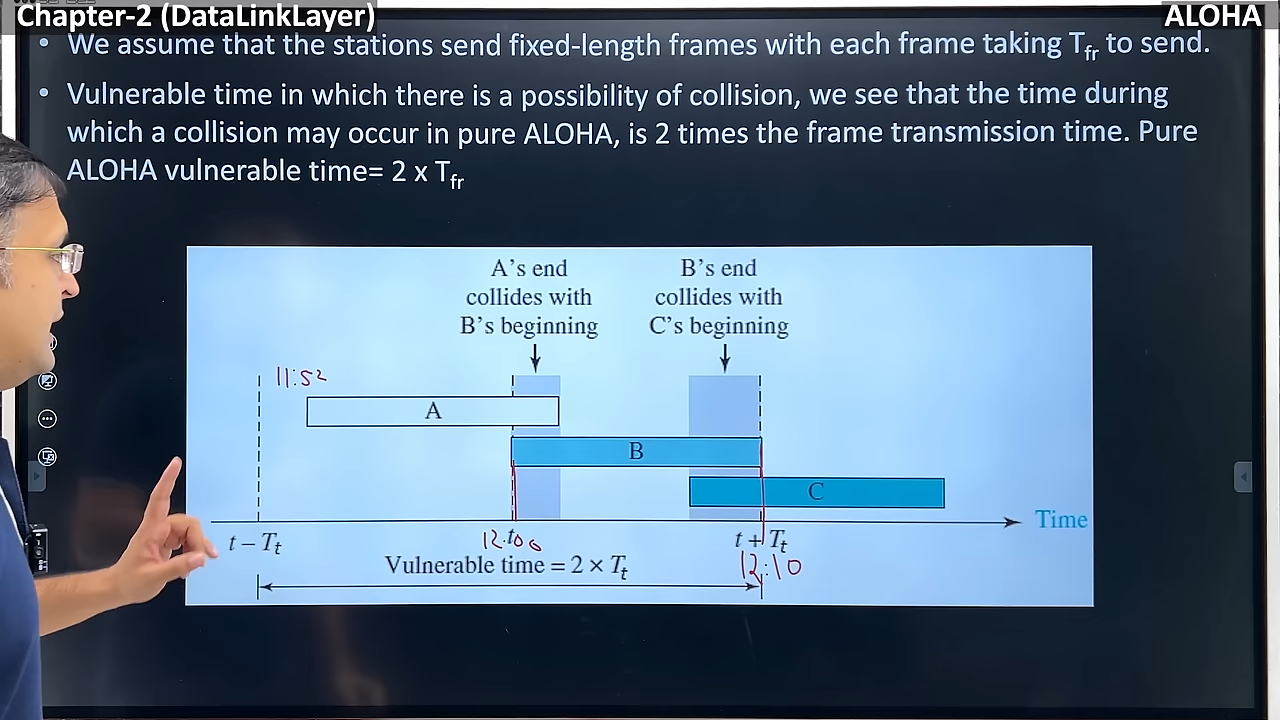 Chapter-2 (DataLinkLayer)
ALOHA
• We assume that the stations send fixed-length frames with each frame taking Tfr to send.
• Vulnerable time in which there is a possibility of collision, we see that the time during
which a collision may occur in pure ALOHA, is 2 times the frame transmission time. Pure
ALOHA vulnerable time= 2 x Tfr
A's end
collides with
B's beginning
B's end
collides with
C's beginning
11:52
A
B
C
Time
t – Tt
t
t + Tt
12:10
Vulnerable time = 2 × Tt